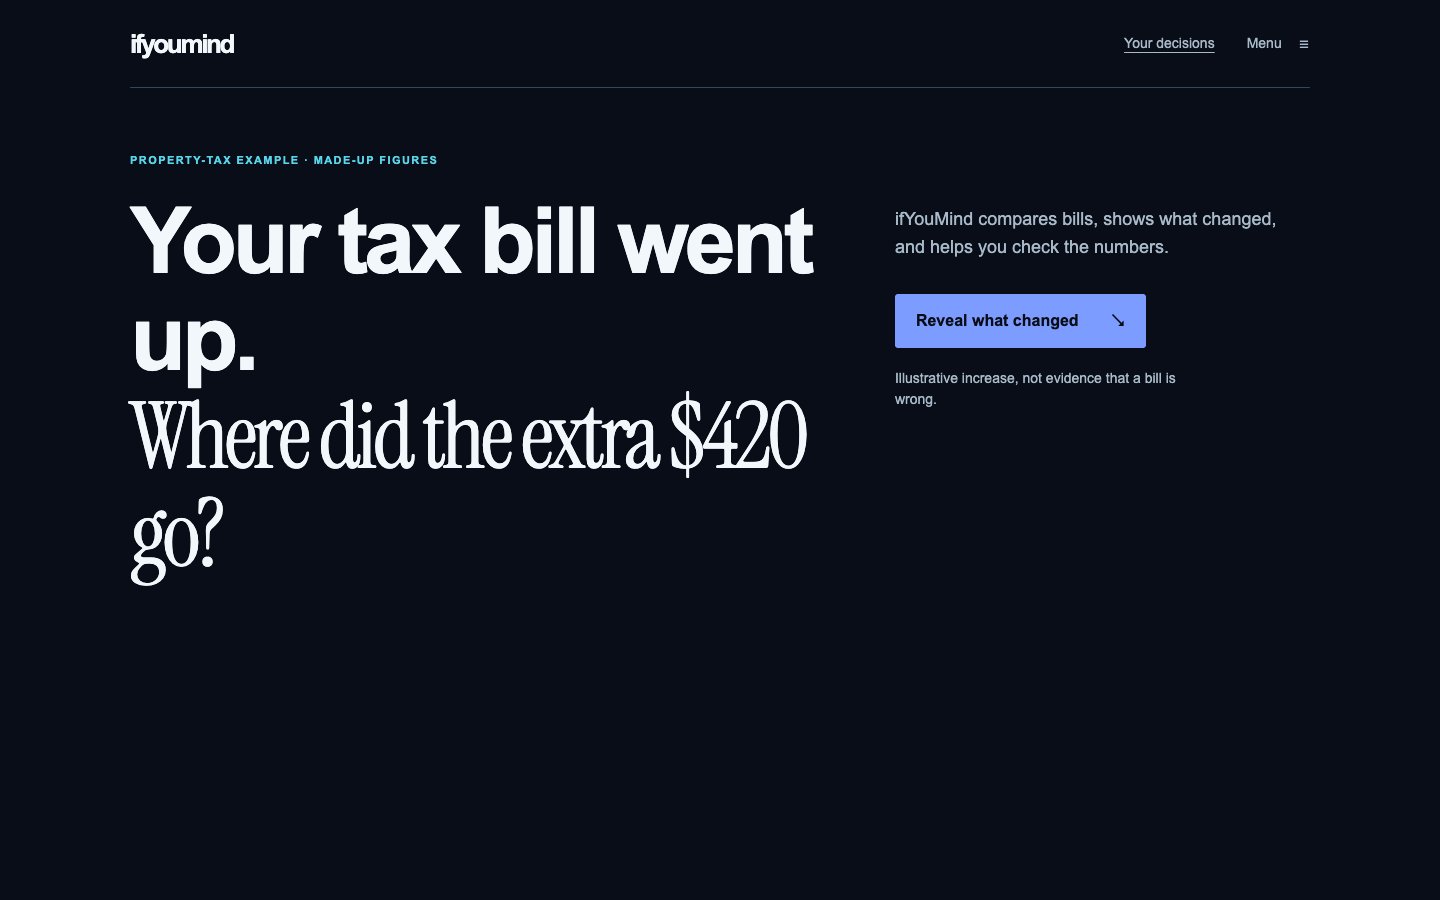 ifyoumind
Your decisions
Menu ≡
PROPERTY-TAX EXAMPLE · MADE-UP FIGURES
Your tax bill went
up.
Where did the extra $420
go?
ifYouMind compares bills, shows what changed,
and helps you check the numbers.
Reveal what changed ↘
Illustrative increase, not evidence that a bill is
wrong.